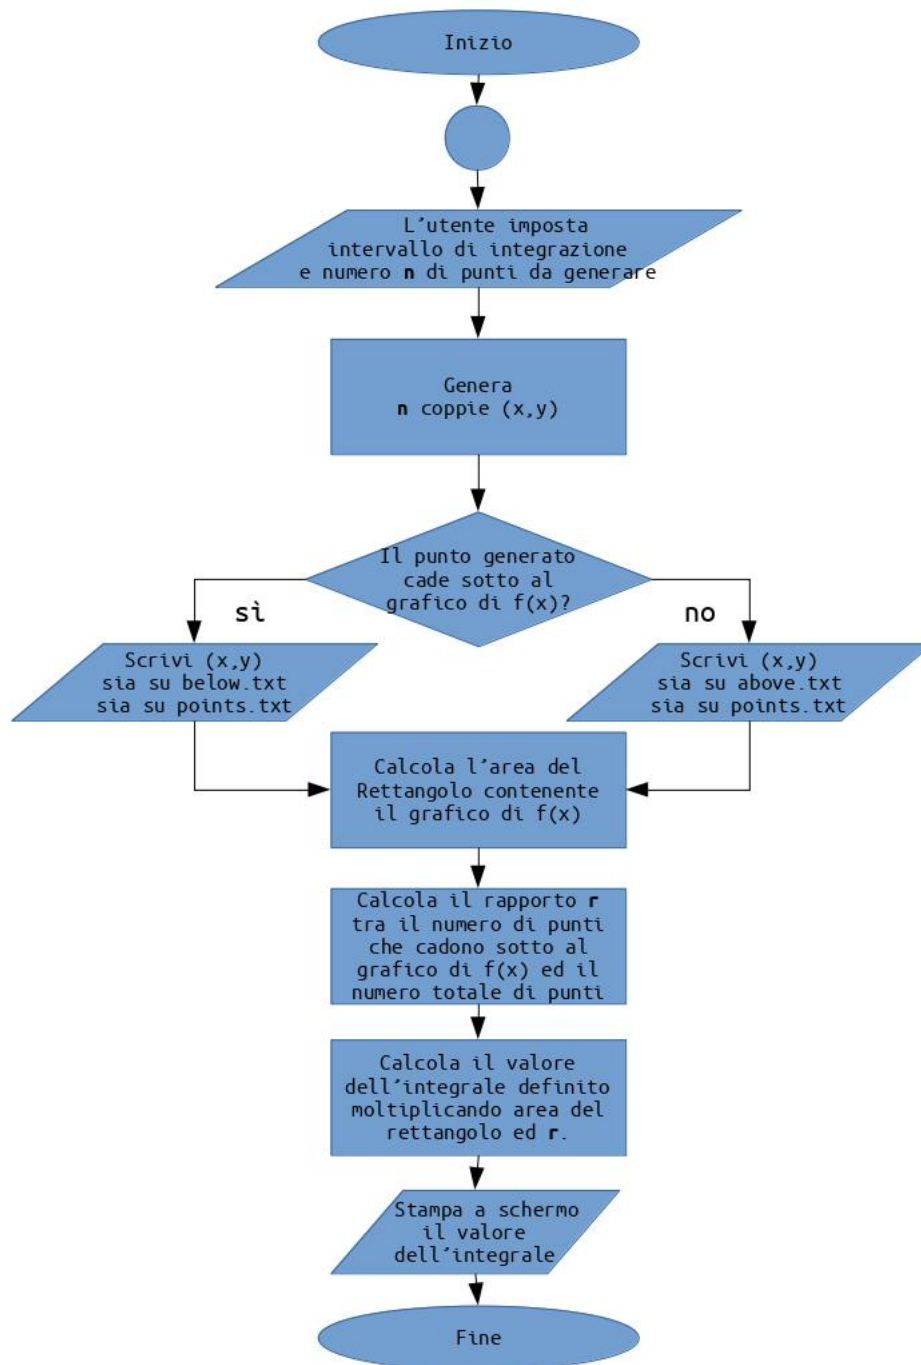 Inizio
L'utente imposta
intervallo di integrazione
e numero n di punti da generare
Genera
n coppie (x,y)
Il punto generato
cade sotto al
grafico di f(x)?
sì
no
Scrivi (x,y)
sia su below.txt
sia su points.txt
Scrivi (x,y)
sia su above.txt
sia su points.txt
Calcola l'area del
Rettangolo contenente
il grafico di f(x)
Calcola il rapporto r
tra il numero di punti
che cadono sotto al
grafico di f(x) ed il
numero totale di punti
Calcola il valore
dell'integrale definito
moltiplicando area del
rettangolo ed r.
Stampa a schermo
il valore
dell'integrale
Fine